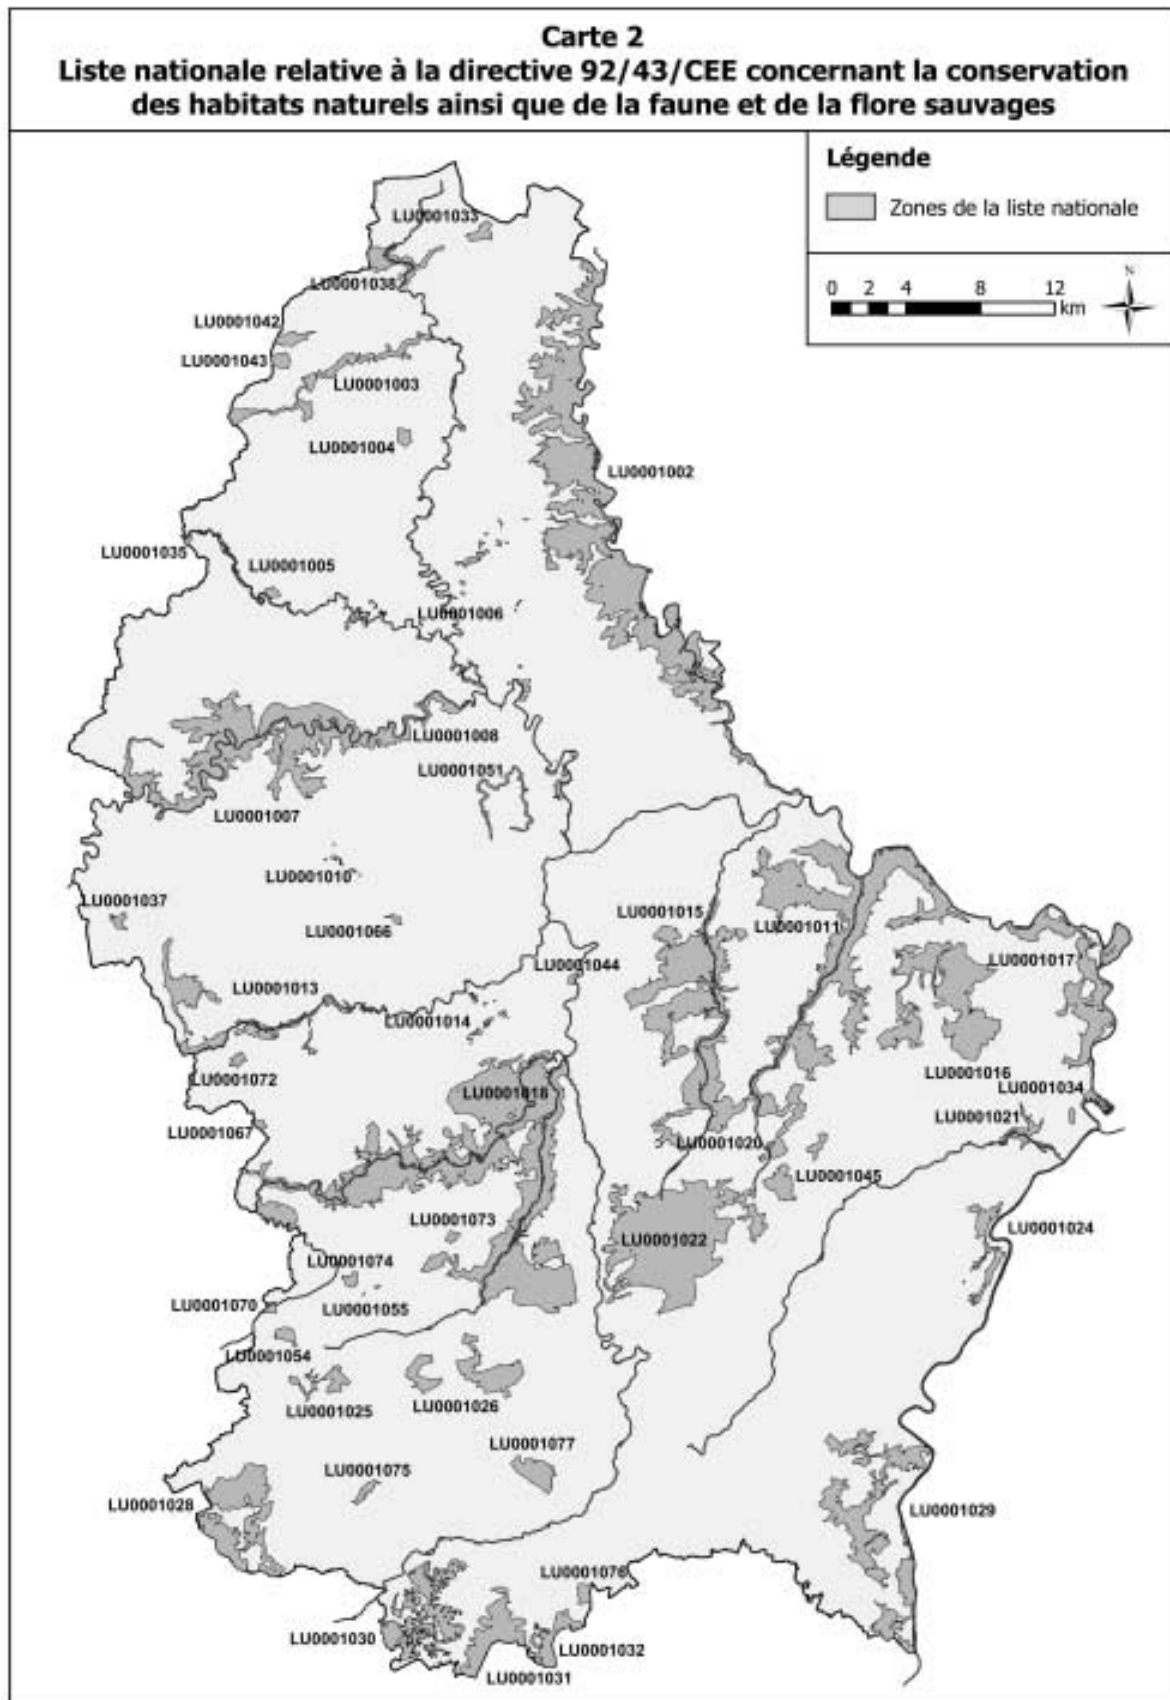 Carte 2
Liste nationale relative à la directive 92/43/CEE concernant la conservation
des habitats naturels ainsi que de la faune et de la flore sauvages
Légende
Zones de la liste nationale
0 2 4 8 12
km
N
LU0001033
LU0001038
LU0001042
LU0001043
LU0001003
LU0001004
LU0001002
LU0001035
LU0001005
LU0001006
LU0001008
LU0001051
LU0001007
LU0001010
LU0001037
LU0001066
LU0001015
LU0001011
LU0001044
LU0001017
LU0001013
LU0001014
LU0001072
LU0001018
LU0001016
LU0001034
LU0001021
LU0001067
LU0001020
LU0001045
LU0001073
LU0001024
LU0001022
LU0001074
LU0001070
LU0001055
LU0001054
LU0001025
LU0001026
LU0001077
LU0001075
LU0001028
LU0001029
LU0001076
LU0001030
LU0001032
LU0001031